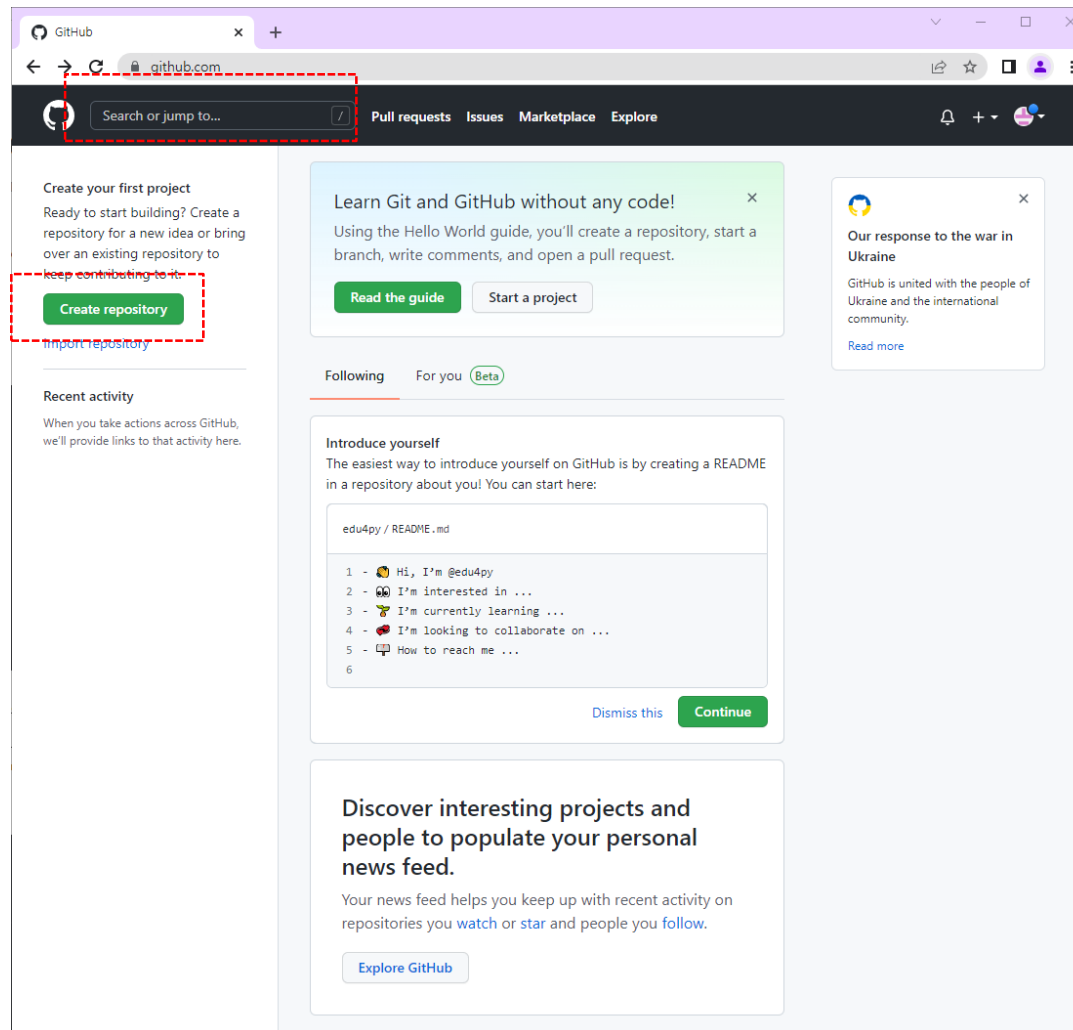 GitHub
github.com
Search or jump to... /
Pull requests Issues Marketplace Explore
Create your first project
Ready to start building? Create a
repository for a new idea or bring
over an existing repository to
keep contributing to it.
Create repository
Import repository
Recent activity
When you take actions across GitHub,
we'll provide links to that activity here.
Learn Git and GitHub without any code!
Using the Hello World guide, you'll create a repository, start a
branch, write comments, and open a pull request.
Read the guide Start a project
Following For you Beta
Introduce yourself
The easiest way to introduce yourself on GitHub is by creating a README
in a repository about you! You can start here:
edu4py / README.md
1 - 👋 Hi, I'm @edu4py
2 - 👀 I'm interested in ...
3 - 🌱 I'm currently learning ...
4 - 💞️ I'm looking to collaborate on ...
5 - 📫 How to reach me ...
6
Dismiss this Continue
Discover interesting projects and
people to populate your personal
news feed.
Your news feed helps you keep up with recent activity on
repositories you watch or star and people you follow.
Explore GitHub
Our response to the war in
Ukraine
GitHub is united with the people of
Ukraine and the international
community.
Read more